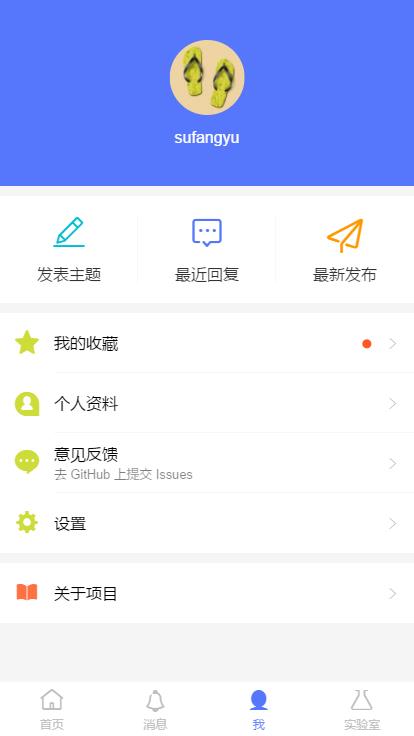 sufangyu
发表主题
最近回复
最新发布
我的收藏
个人资料
意见反馈
去 GitHub 上提交 Issues
设置
关于项目
首页
消息
我
实验室